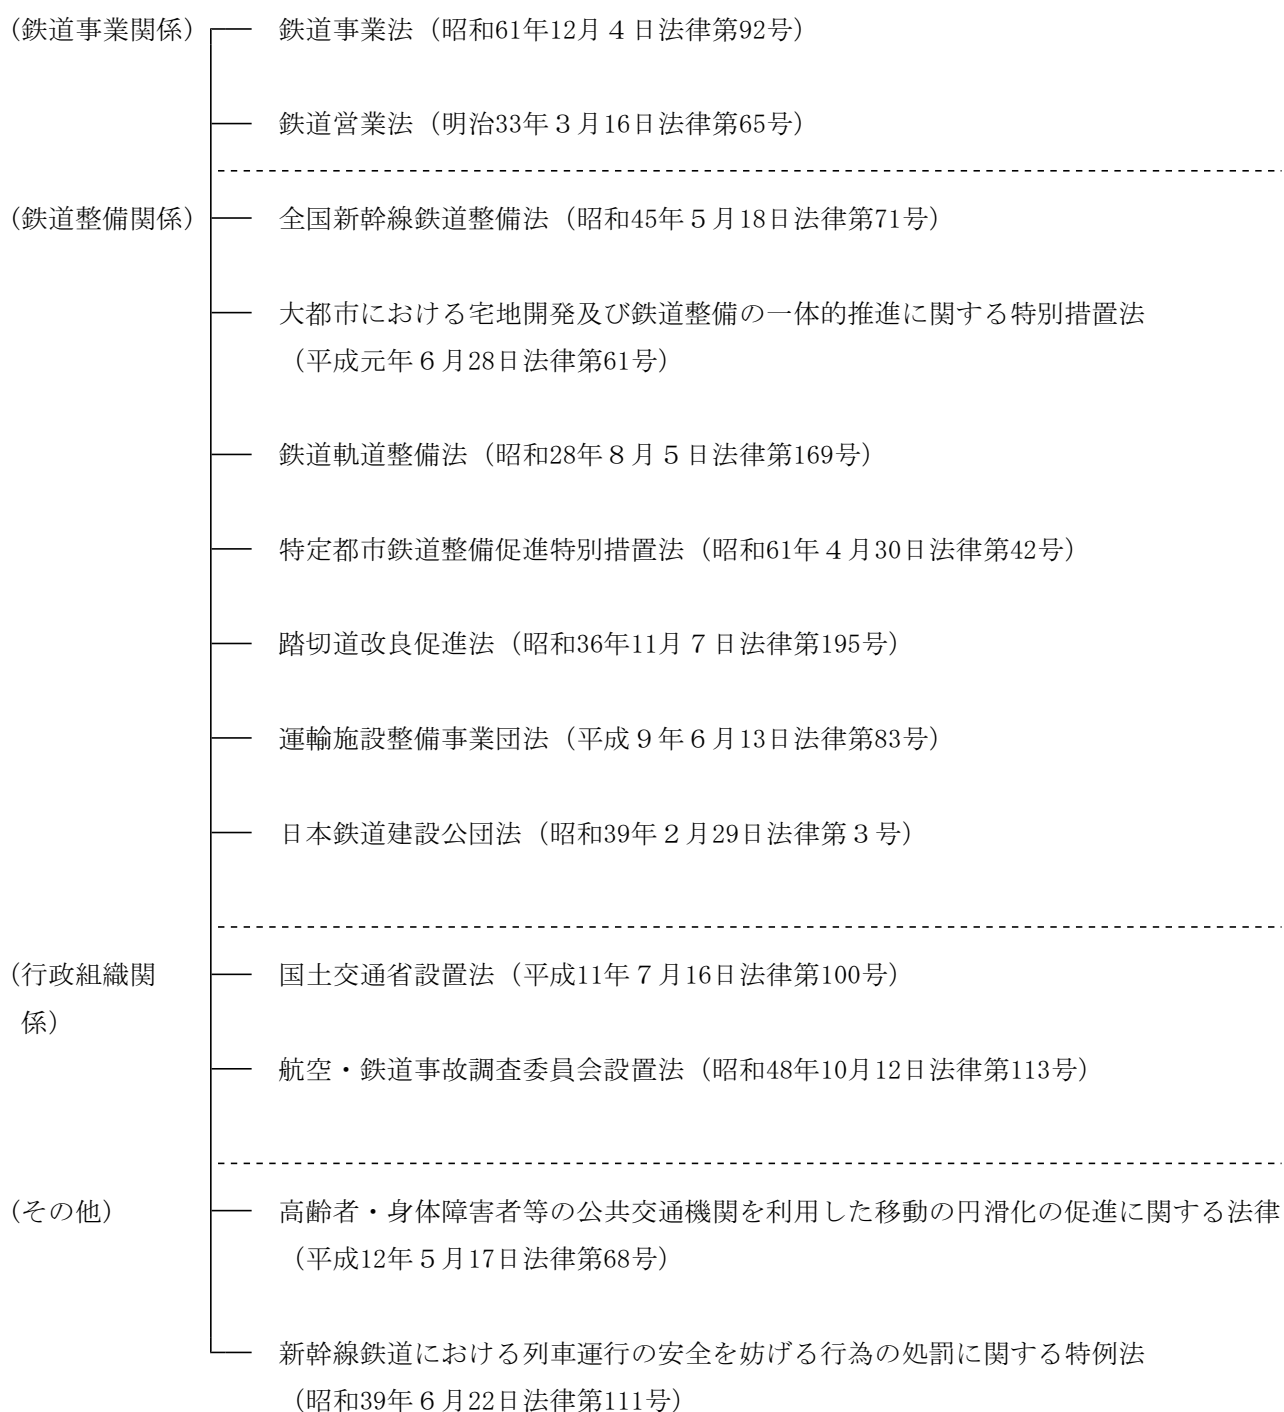 （鉄道事業関係） 鉄道事業法（昭和61年12月４日法律第92号）
鉄道営業法（明治33年３月16日法律第65号）
（鉄道整備関係） 全国新幹線鉄道整備法（昭和45年５月18日法律第71号）
大都市における宅地開発及び鉄道整備の一体的推進に関する特別措置法
（平成元年６月28日法律第61号）
鉄道軌道整備法（昭和28年８月５日法律第169号）
特定都市鉄道整備促進特別措置法（昭和61年４月30日法律第42号）
踏切道改良促進法（昭和36年11月７日法律第195号）
運輸施設整備事業団法（平成９年６月13日法律第83号）
日本鉄道建設公団法（昭和39年２月29日法律第３号）
（行政組織関 国土交通省設置法（平成11年７月16日法律第100号）
係）
航空・鉄道事故調査委員会設置法（昭和48年10月12日法律第113号）
（その他） 高齢者・身体障害者等の公共交通機関を利用した移動の円滑化の促進に関する法律
（平成12年５月17日法律第68号）
新幹線鉄道における列車運行の安全を妨げる行為の処罰に関する特例法
（昭和39年６月22日法律第111号）